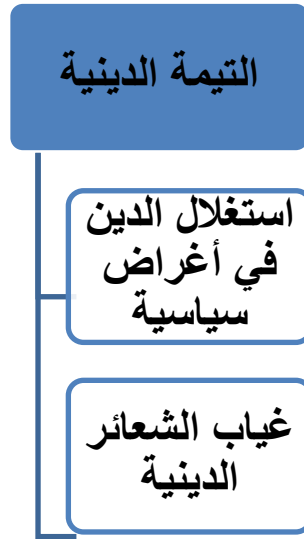 التيمة الدينية
استغلال الدين
في أغراض
سياسية
غياب الشعائر
الدينية